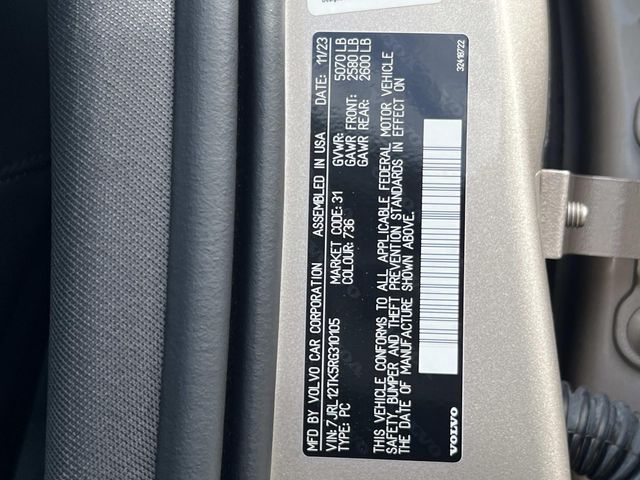 MFD BY VOLVO CAR CORPORATION ASSEMBLED IN USA DATE: 11/23
VIN: 7JRL12TK5RG310105
TYPE: PC
MARKET CODE: 31
COLOUR: 736
GVWR: 5070 LB
GAWR FRONT: 2580 LB
GAWR REAR: 2600 LB
THIS VEHICLE CONFORMS TO ALL APPLICABLE FEDERAL MOTOR VEHICLE
SAFETY, BUMPER AND THEFT PREVENTION STANDARDS IN EFFECT ON
THE DATE OF MANUFACTURE SHOWN ABOVE.
VOLVO
32418722